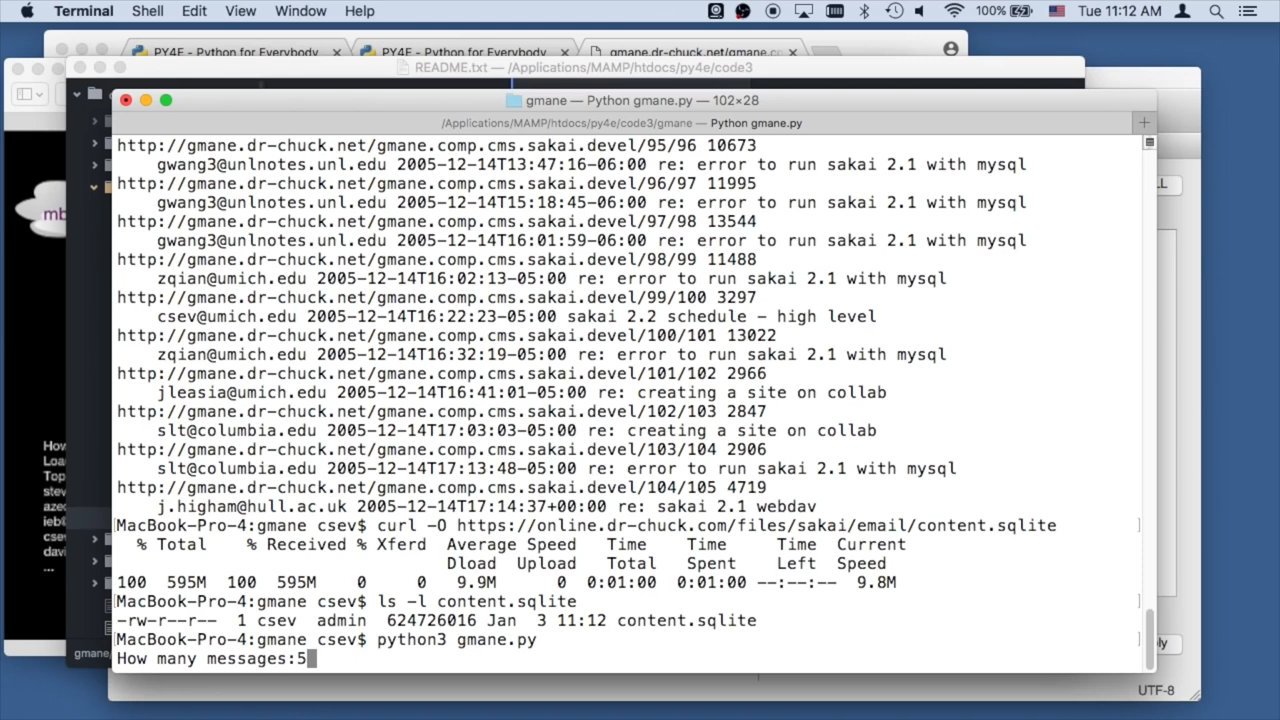 Terminal Shell Edit View Window Help 100% Tue 11:12 AM
PY4E - Python for Everybody PY4E - Python for Everybody gmane.dr-chuck.net/gmane.co
README.txt — /Applications/MAMP/htdocs/py4e/code3
gmane — Python gmane.py — 102×28
/Applications/MAMP/htdocs/py4e/code3/gmane — Python gmane.py
http://gmane.dr-chuck.net/gmane.comp.cms.sakai.devel/95/96 10673
gwang3@unlnotes.unl.edu 2005-12-14T13:47:16-06:00 re: error to run sakai 2.1 with mysql
http://gmane.dr-chuck.net/gmane.comp.cms.sakai.devel/96/97 11995
gwang3@unlnotes.unl.edu 2005-12-14T15:18:45-06:00 re: error to run sakai 2.1 with mysql
http://gmane.dr-chuck.net/gmane.comp.cms.sakai.devel/97/98 13544
gwang3@unlnotes.unl.edu 2005-12-14T16:01:59-06:00 re: error to run sakai 2.1 with mysql
http://gmane.dr-chuck.net/gmane.comp.cms.sakai.devel/98/99 11488
zqian@umich.edu 2005-12-14T16:02:13-05:00 re: error to run sakai 2.1 with mysql
http://gmane.dr-chuck.net/gmane.comp.cms.sakai.devel/99/100 3297
csev@umich.edu 2005-12-14T16:22:23-05:00 sakai 2.2 schedule - high level
http://gmane.dr-chuck.net/gmane.comp.cms.sakai.devel/100/101 13022
zqian@umich.edu 2005-12-14T16:32:19-05:00 re: error to run sakai 2.1 with mysql
http://gmane.dr-chuck.net/gmane.comp.cms.sakai.devel/101/102 2966
jleasia@umich.edu 2005-12-14T16:41:01-05:00 re: creating a site on collab
http://gmane.dr-chuck.net/gmane.comp.cms.sakai.devel/102/103 2847
slt@columbia.edu 2005-12-14T17:03:03-05:00 re: creating a site on collab
http://gmane.dr-chuck.net/gmane.comp.cms.sakai.devel/103/104 2906
slt@columbia.edu 2005-12-14T17:13:48-05:00 re: error to run sakai 2.1 with mysql
http://gmane.dr-chuck.net/gmane.comp.cms.sakai.devel/104/105 4719
j.higham@hull.ac.uk 2005-12-14T17:14:37+00:00 re: sakai 2.1 webdav
[MacBook-Pro-4:gmane csev$ curl -O https://online.dr-chuck.com/files/sakai/email/content.sqlite ]
% Total % Received % Xferd Average Speed Time Time Time Current
Dload Upload Total Spent Left Speed
100 595M 100 595M 0 0 9.9M 0 0:01:00 0:01:00 --:--:-- 9.8M
[MacBook-Pro-4:gmane csev$ ls -l content.sqlite ]
-rw-r--r-- 1 csev admin 624726016 Jan 3 11:12 content.sqlite
[MacBook-Pro-4:gmane csev$ python3 gmane.py ]
How many messages:5
mb
How
Loa
Top
stev
azec
ieb
csev
davi
...
gmane/
LL
ply
UTF-8